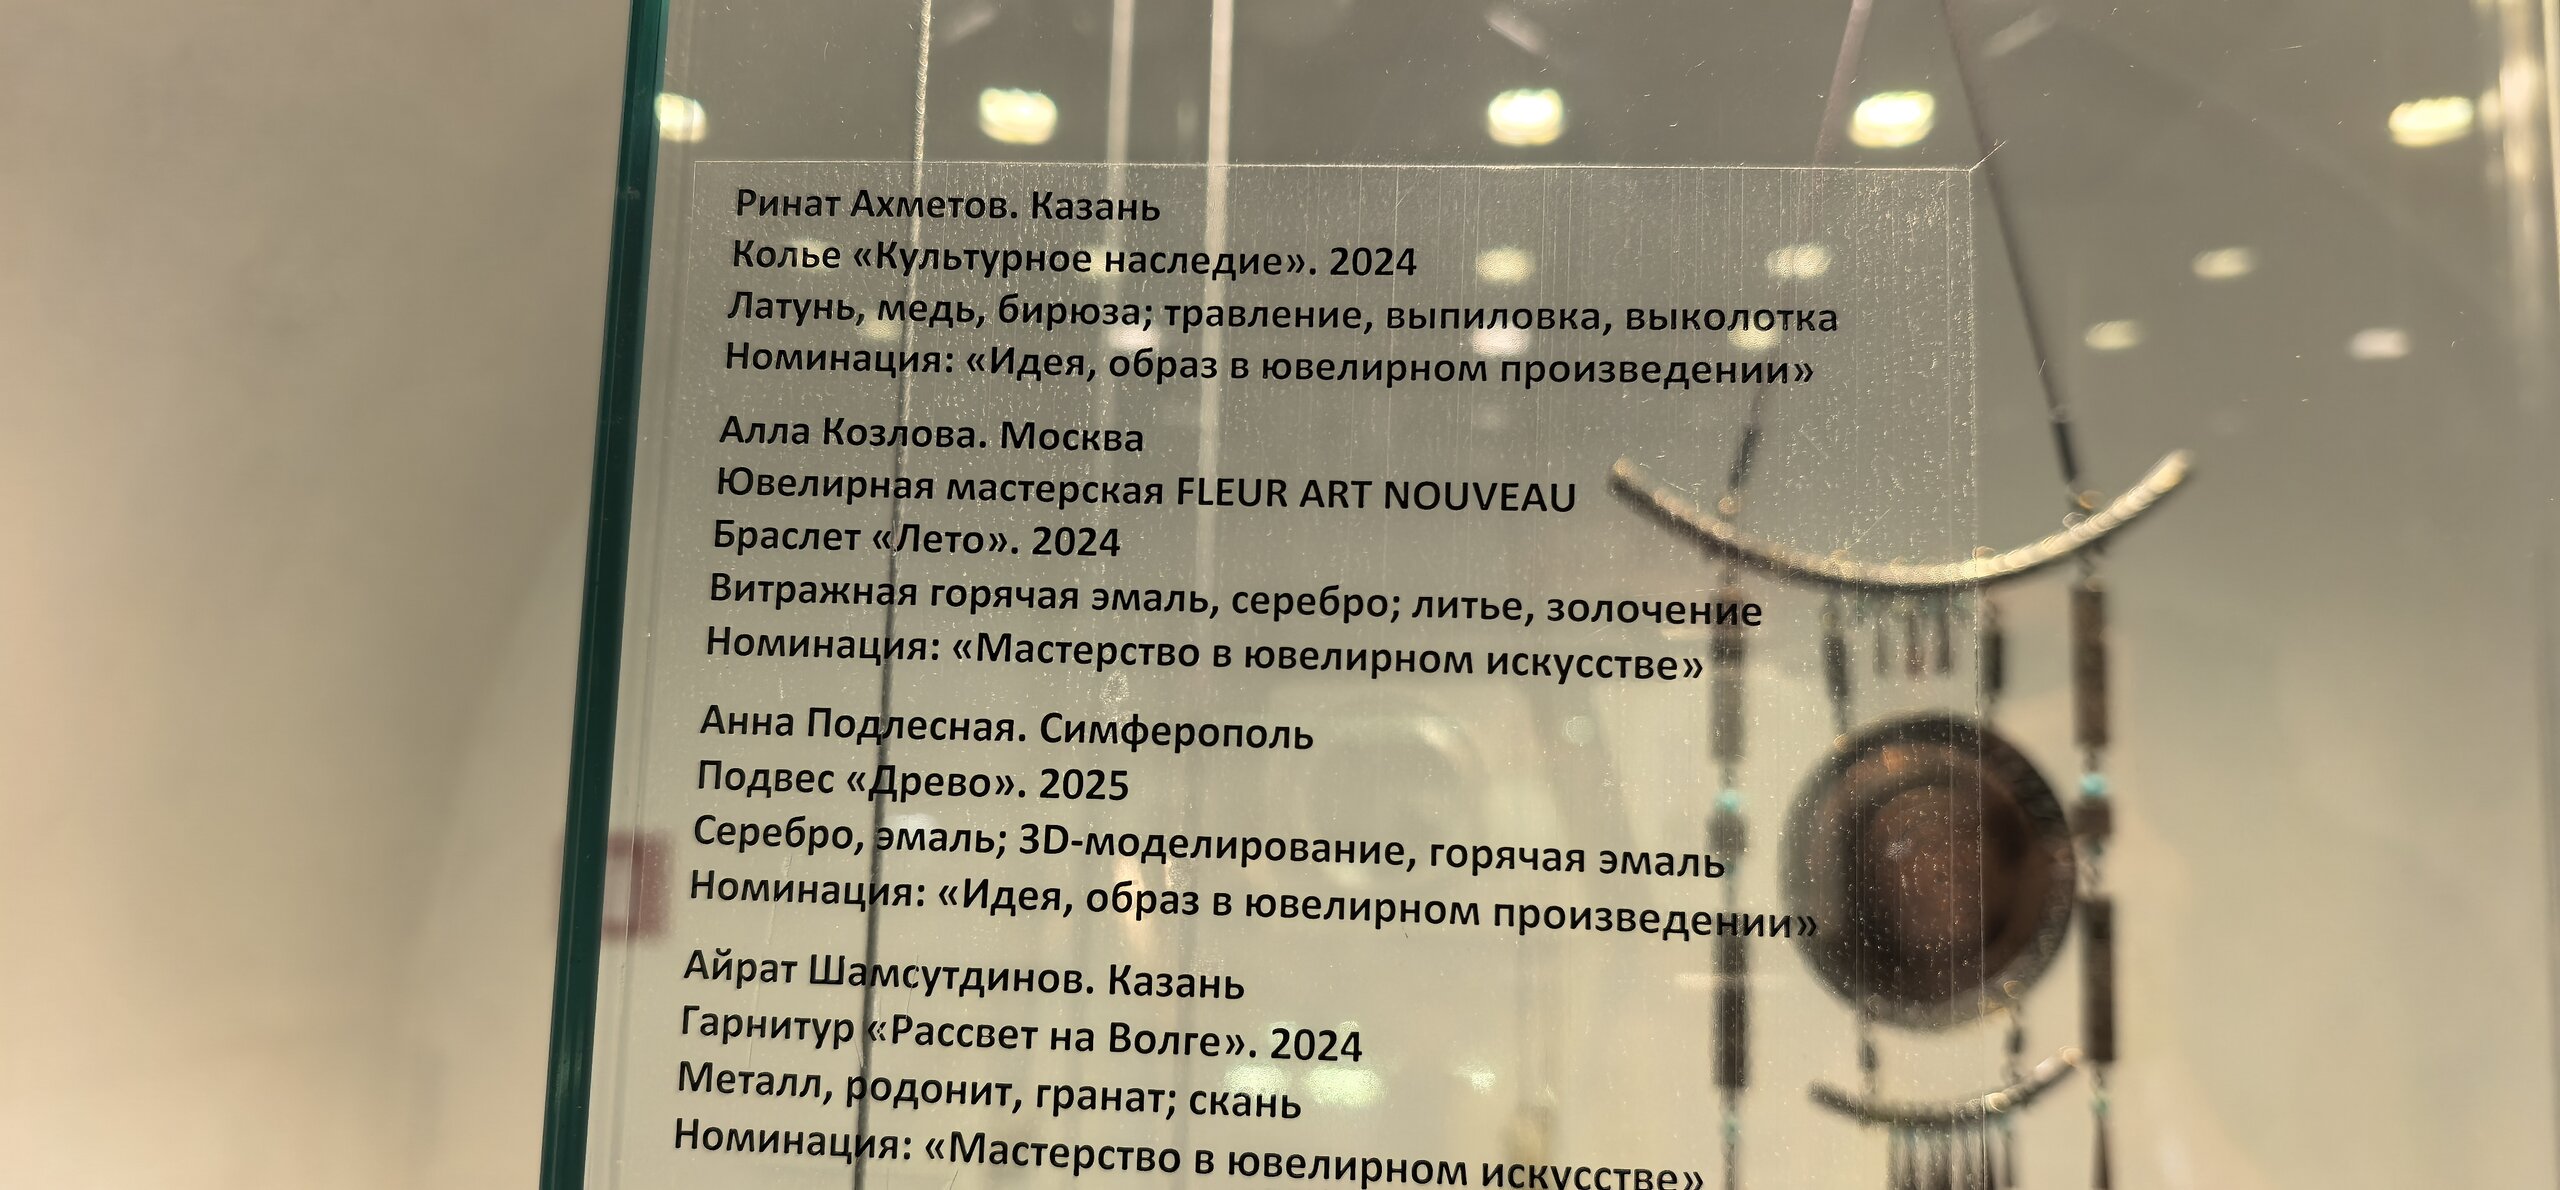 Ринат Ахметов. Казань
Колье «Культурное наследие». 2024
Латунь, медь, бирюза; травление, выпиловка, выколотка
Номинация: «Идея, образ в ювелирном произведении»
Алла Козлова. Москва
Ювелирная мастерская FLEUR ART NOUVEAU
Браслет «Лето». 2024
Витражная горячая эмаль, серебро; литье, золочение
Номинация: «Мастерство в ювелирном искусстве»
Анна Подлесная. Симферополь
Подвес «Древо». 2025
Серебро, эмаль; 3D-моделирование, горячая эмаль
Номинация: «Идея, образ в ювелирном произведении»
Айрат Шамсутдинов. Казань
Гарнитур «Рассвет на Волге». 2024
Металл, родонит, гранат; скань
Номинация: «Мастерство в ювелирном искусстве»